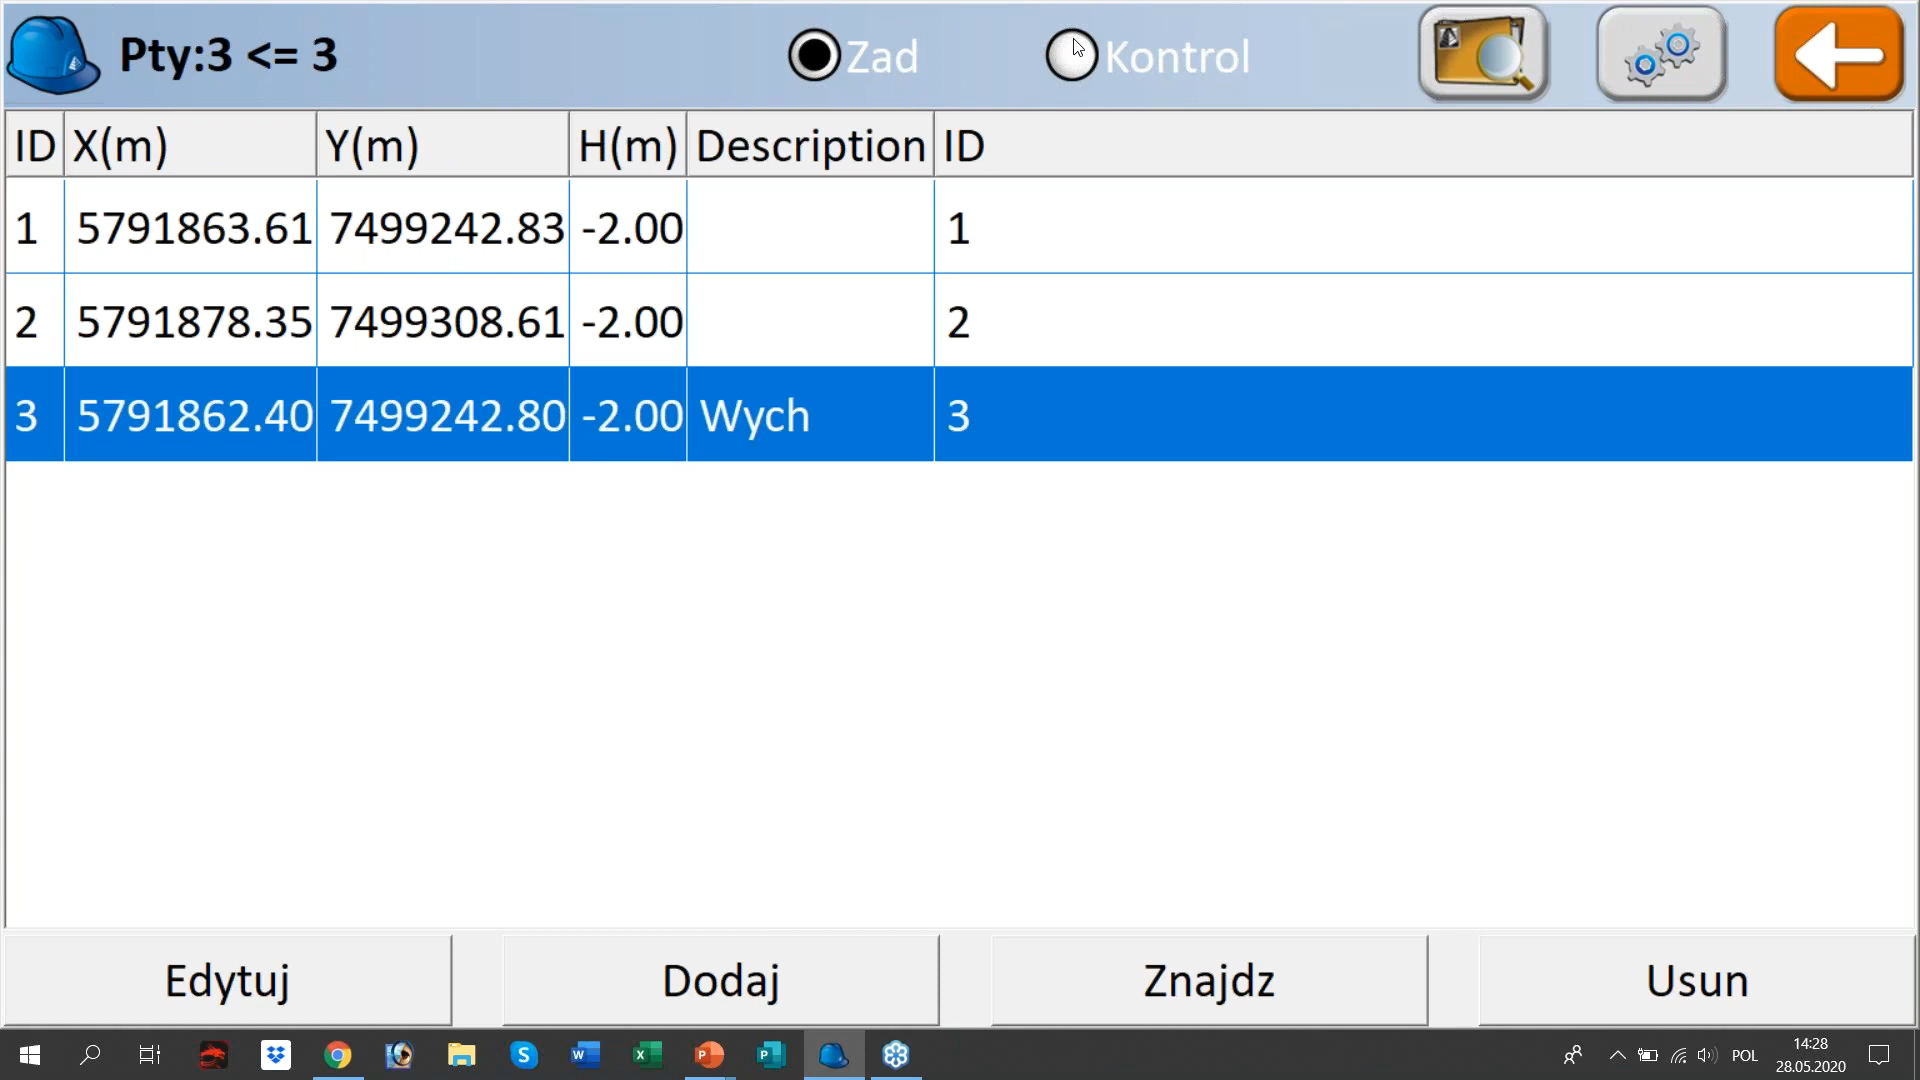 Pty:3 <= 3 Zad Kontrol
ID X(m) Y(m) H(m) Description ID
1 5791863.61 7499242.83 -2.00 1
2 5791878.35 7499308.61 -2.00 2
3 5791862.40 7499242.80 -2.00 Wych 3
Edytuj Dodaj Znajdz Usun
POL 14:28
28.05.2020